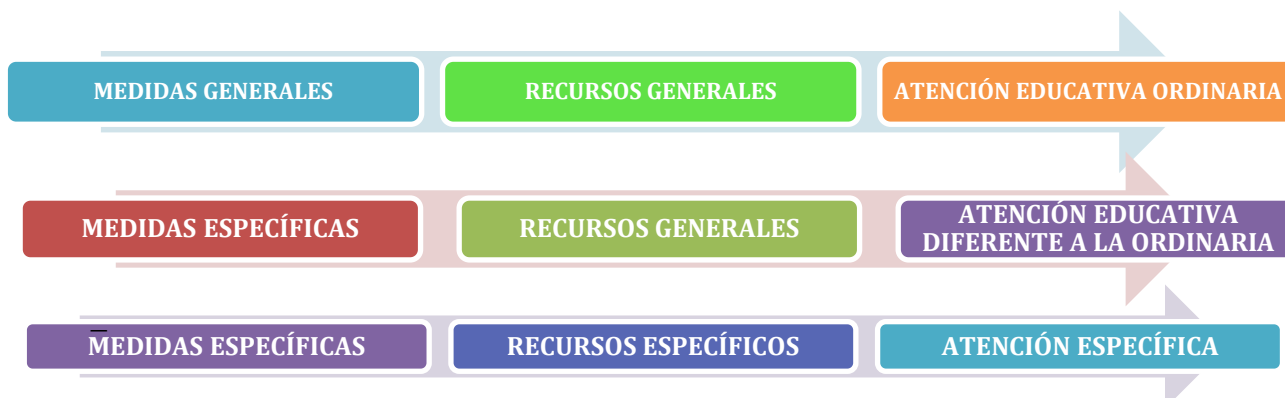 MEDIDAS GENERALES
RECURSOS GENERALES
ATENCIÓN EDUCATIVA ORDINARIA
MEDIDAS ESPECÍFICAS
RECURSOS GENERALES
ATENCIÓN EDUCATIVA
DIFERENTE A LA ORDINARIA
MEDIDAS ESPECÍFICAS
RECURSOS ESPECÍFICOS
ATENCIÓN ESPECÍFICA